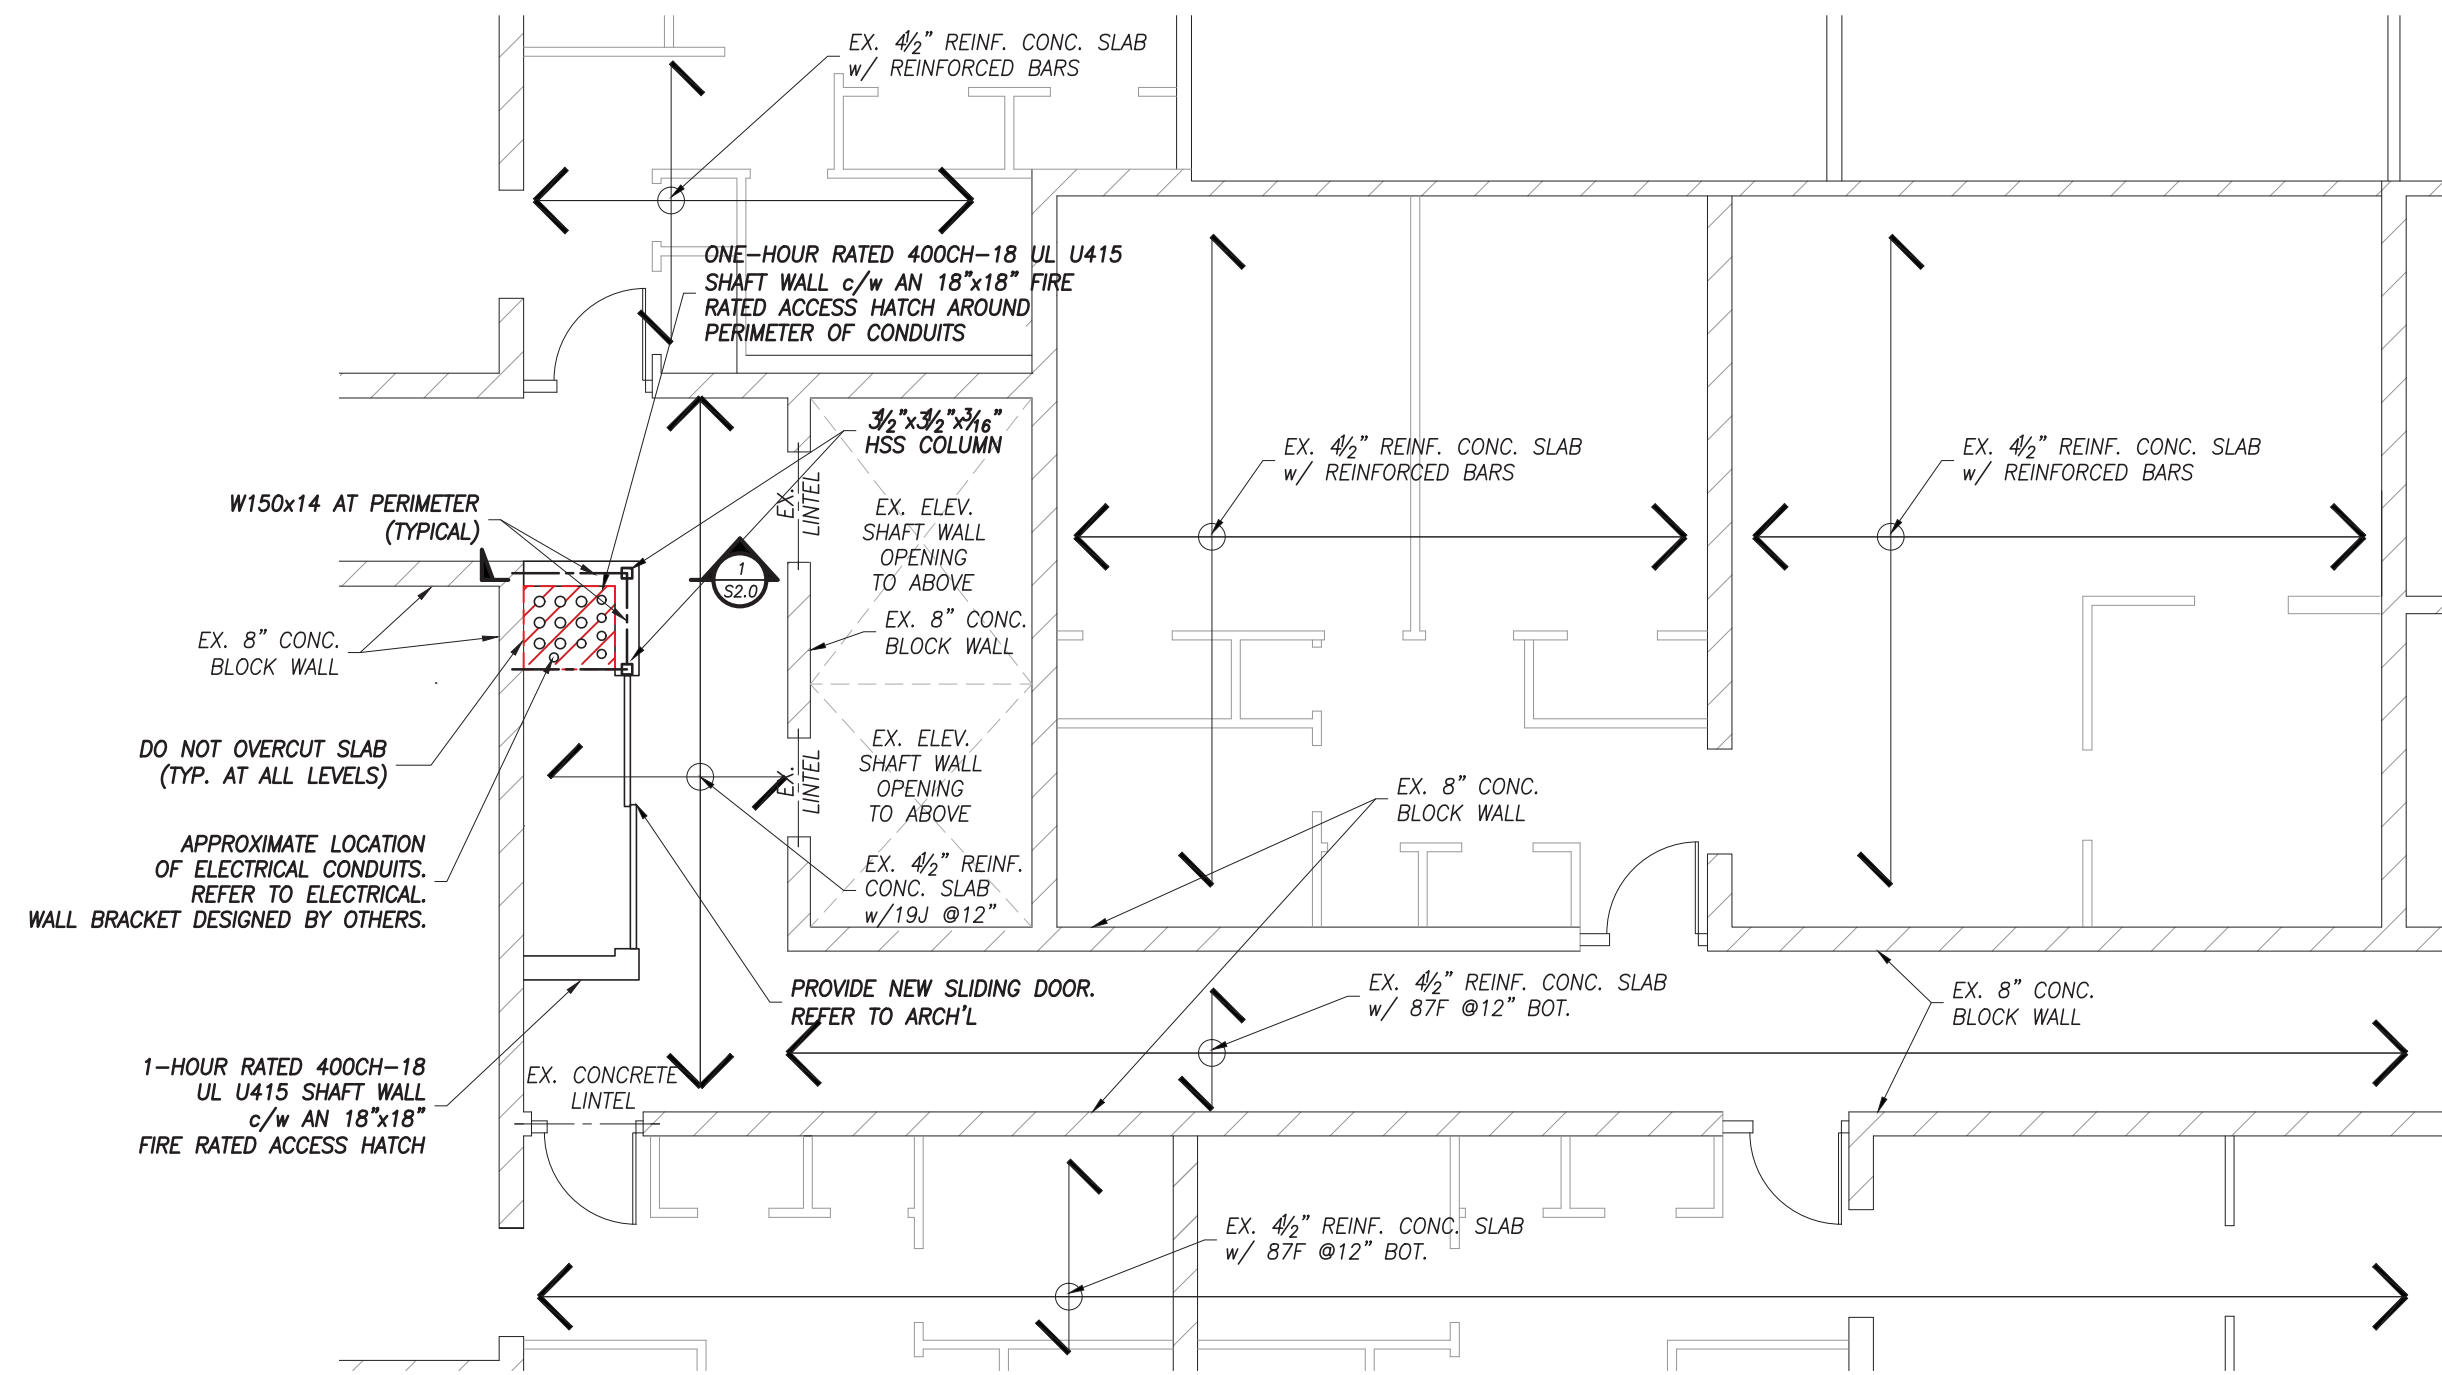 EX. 4½" REINF. CONC. SLAB
w/ REINFORCED BARS
ONE-HOUR RATED 400CH-18 UL U415
SHAFT WALL c/w AN 18"x18" FIRE
RATED ACCESS HATCH AROUND
PERIMETER OF CONDUITS
3½"x3½"x3⁄16"
HSS COLUMN
W150x14 AT PERIMETER
(TYPICAL)
EX.
LINTEL
EX. ELEV.
SHAFT WALL
OPENING
TO ABOVE
EX. 4½" REINF. CONC. SLAB
w/ REINFORCED BARS
EX. 4½" REINF. CONC. SLAB
w/ REINFORCED BARS
1
S2.0
EX. 8" CONC.
BLOCK WALL
EX. 8" CONC.
BLOCK WALL
DO NOT OVERCUT SLAB
(TYP. AT ALL LEVELS)
EX.
LINTEL
EX. ELEV.
SHAFT WALL
OPENING
TO ABOVE
EX. 8" CONC.
BLOCK WALL
APPROXIMATE LOCATION
OF ELECTRICAL CONDUITS.
REFER TO ELECTRICAL.
WALL BRACKET DESIGNED BY OTHERS.
EX. 4½" REINF.
CONC. SLAB
w/19J @12"
PROVIDE NEW SLIDING DOOR.
REFER TO ARCH'L
EX. 4½" REINF. CONC. SLAB
w/ 87F @12" BOT.
EX. 8" CONC.
BLOCK WALL
1-HOUR RATED 400CH-18
UL U415 SHAFT WALL
c/w AN 18"x18"
FIRE RATED ACCESS HATCH
EX. CONCRETE
LINTEL
EX. 4½" REINF. CONC. SLAB
w/ 87F @12" BOT.